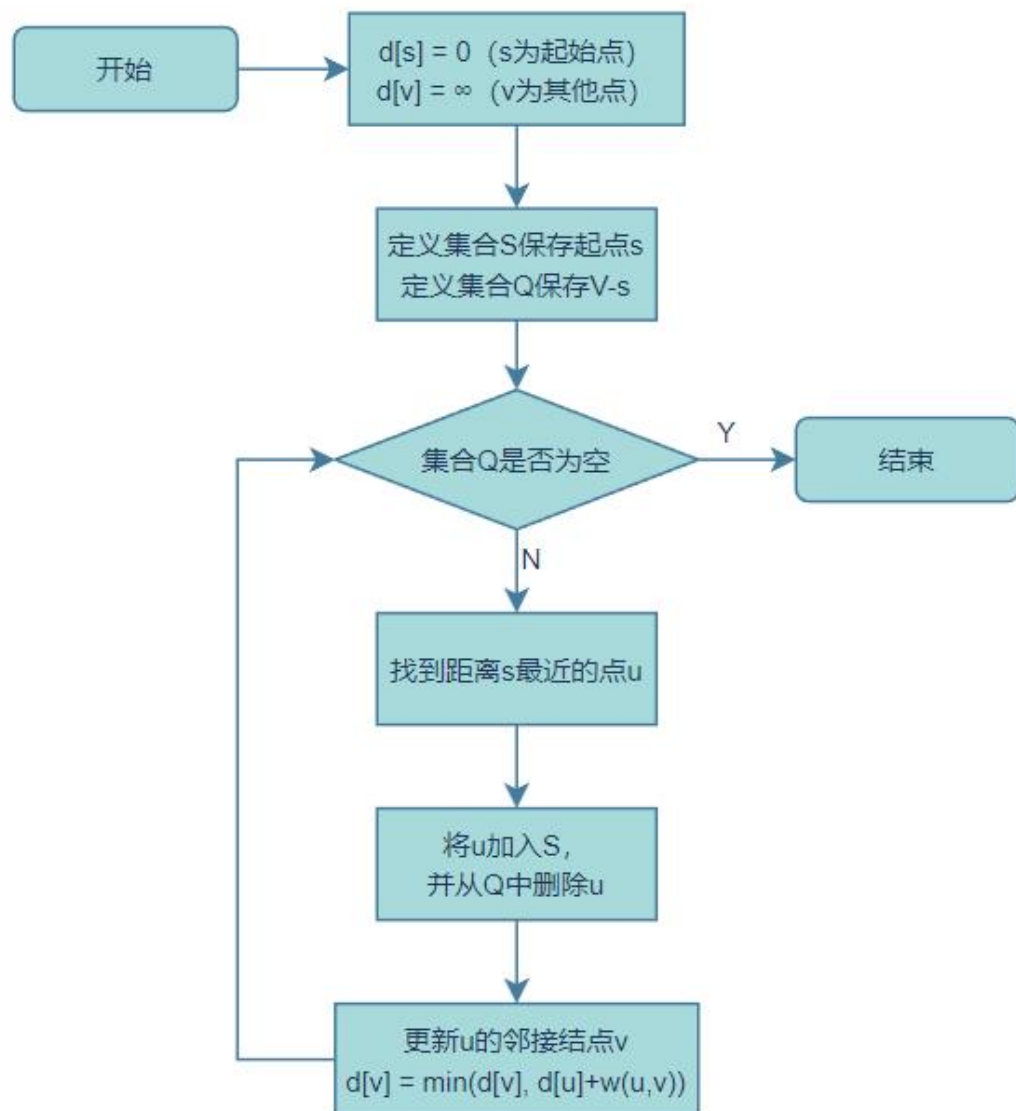 开始
d[s] = 0（s为起始点）
d[v] = ∞（v为其他点）
定义集合S保存起点s
定义集合Q保存V-s
集合Q是否为空
Y
结束
N
找到距离s最近的点u
将u加入S，
并从Q中删除u
更新u的邻接结点v
d[v] = min(d[v], d[u]+w(u,v))